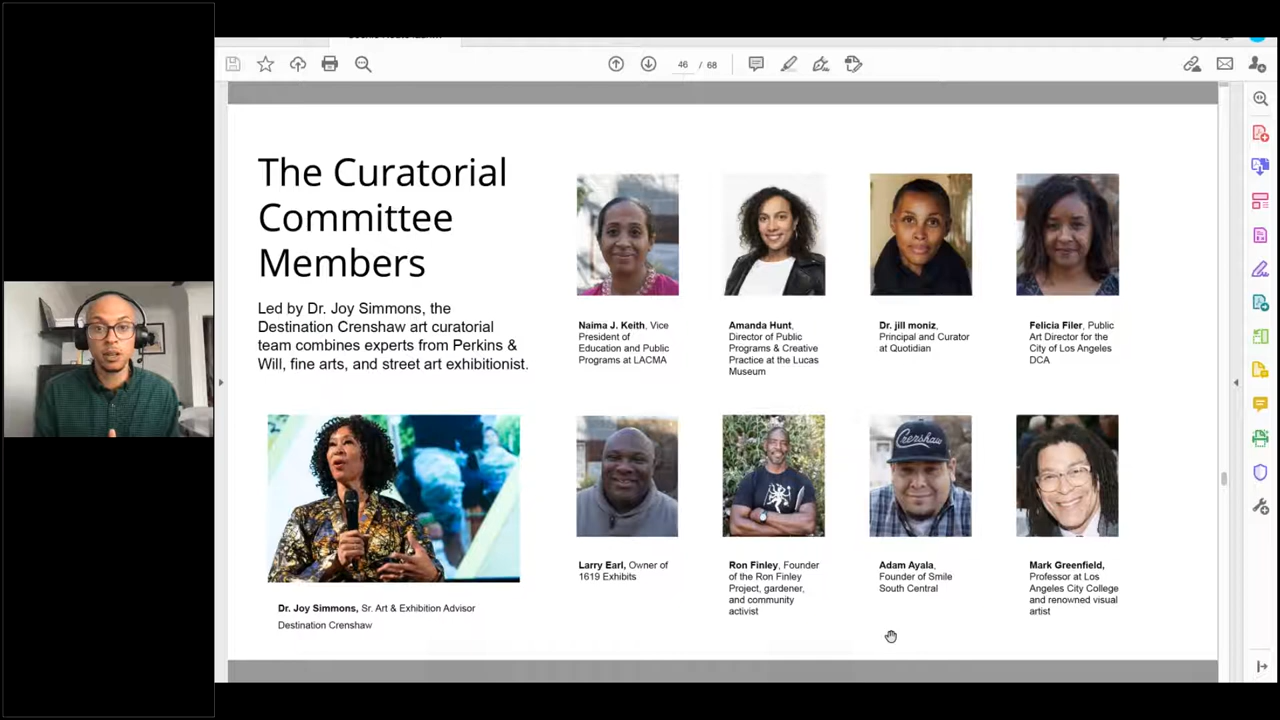 46 / 68
The Curatorial
Committee
Members
Led by Dr. Joy Simmons, the
Destination Crenshaw art curatorial
team combines experts from Perkins &
Will, fine arts, and street art exhibitionist.
Dr. Joy Simmons, Sr. Art & Exhibition Advisor
Destination Crenshaw
Naima J. Keith, Vice
President of
Education and Public
Programs at LACMA
Amanda Hunt,
Director of Public
Programs & Creative
Practice at the Lucas
Museum
Dr. jill moniz,
Principal and Curator
at Quotidian
Felicia Filer, Public
Art Director for the
City of Los Angeles
DCA
Larry Earl, Owner of
1619 Exhibits
Ron Finley, Founder
of the Ron Finley
Project, gardener,
and community
activist
Crenshaw
Adam Ayala,
Founder of Smile
South Central
Mark Greenfield,
Professor at Los
Angeles City College
and renowned visual
artist